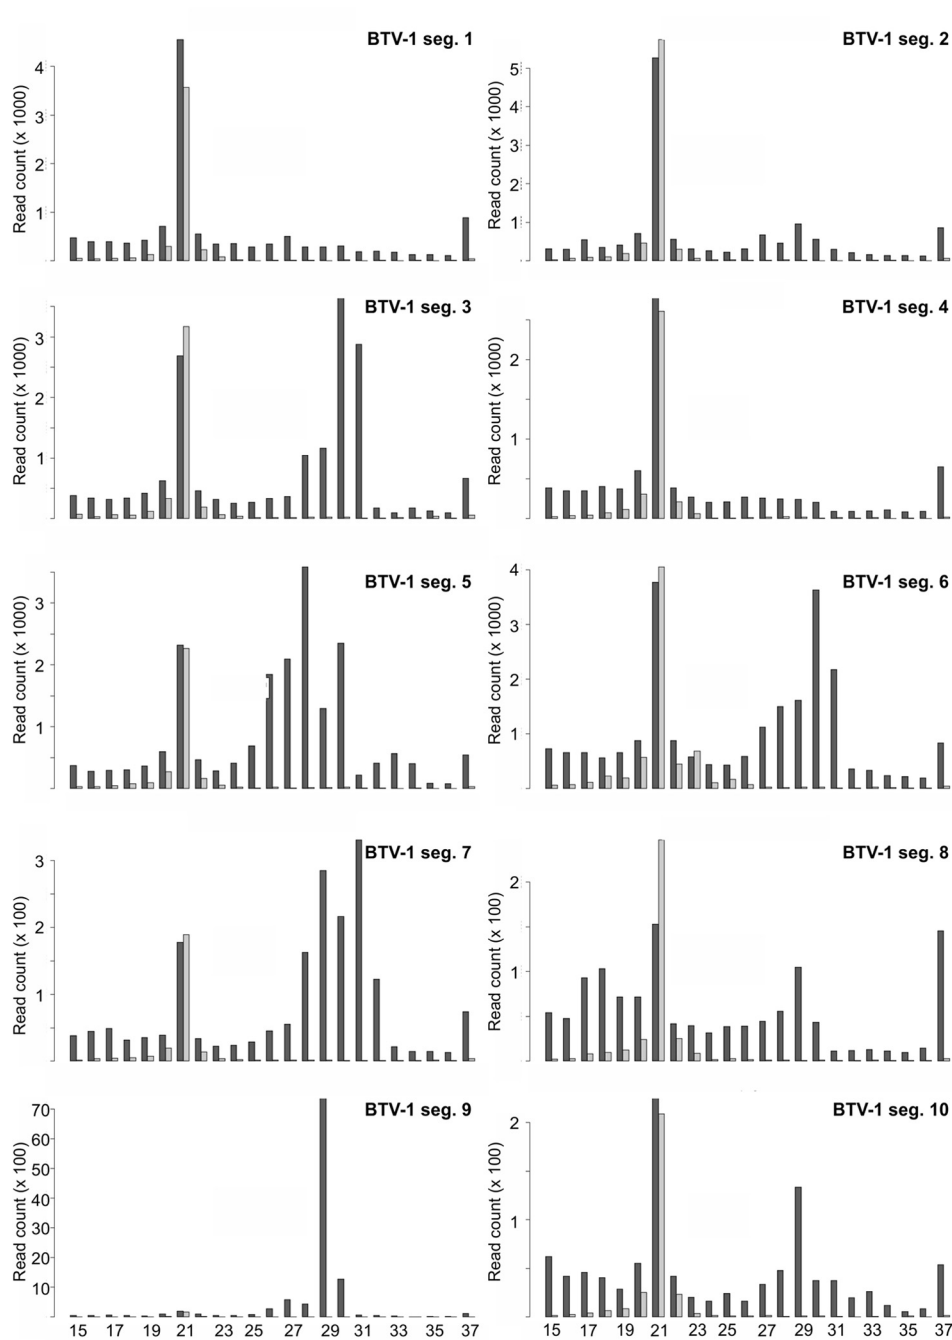 BTV-1 seg. 1
Read count (x 1000)
4
3
2
1
BTV-1 seg. 2
Read count (x 1000)
5
4
3
2
1
BTV-1 seg. 3
Read count (x 1000)
3
2
1
BTV-1 seg. 4
Read count (x 1000)
2
1
BTV-1 seg. 5
Read count (x 1000)
3
2
1
BTV-1 seg. 6
Read count (x 1000)
4
3
2
1
BTV-1 seg. 7
Read count (x 100)
3
2
1
BTV-1 seg. 8
Read count (x 100)
2
1
BTV-1 seg. 9
Read count (x 100)
70
60
50
40
30
20
10
15 17 19 21 23 25 27 29 31 33 35 37
BTV-1 seg. 10
Read count (x 100)
2
1
15 17 19 21 23 25 27 29 31 33 35 37